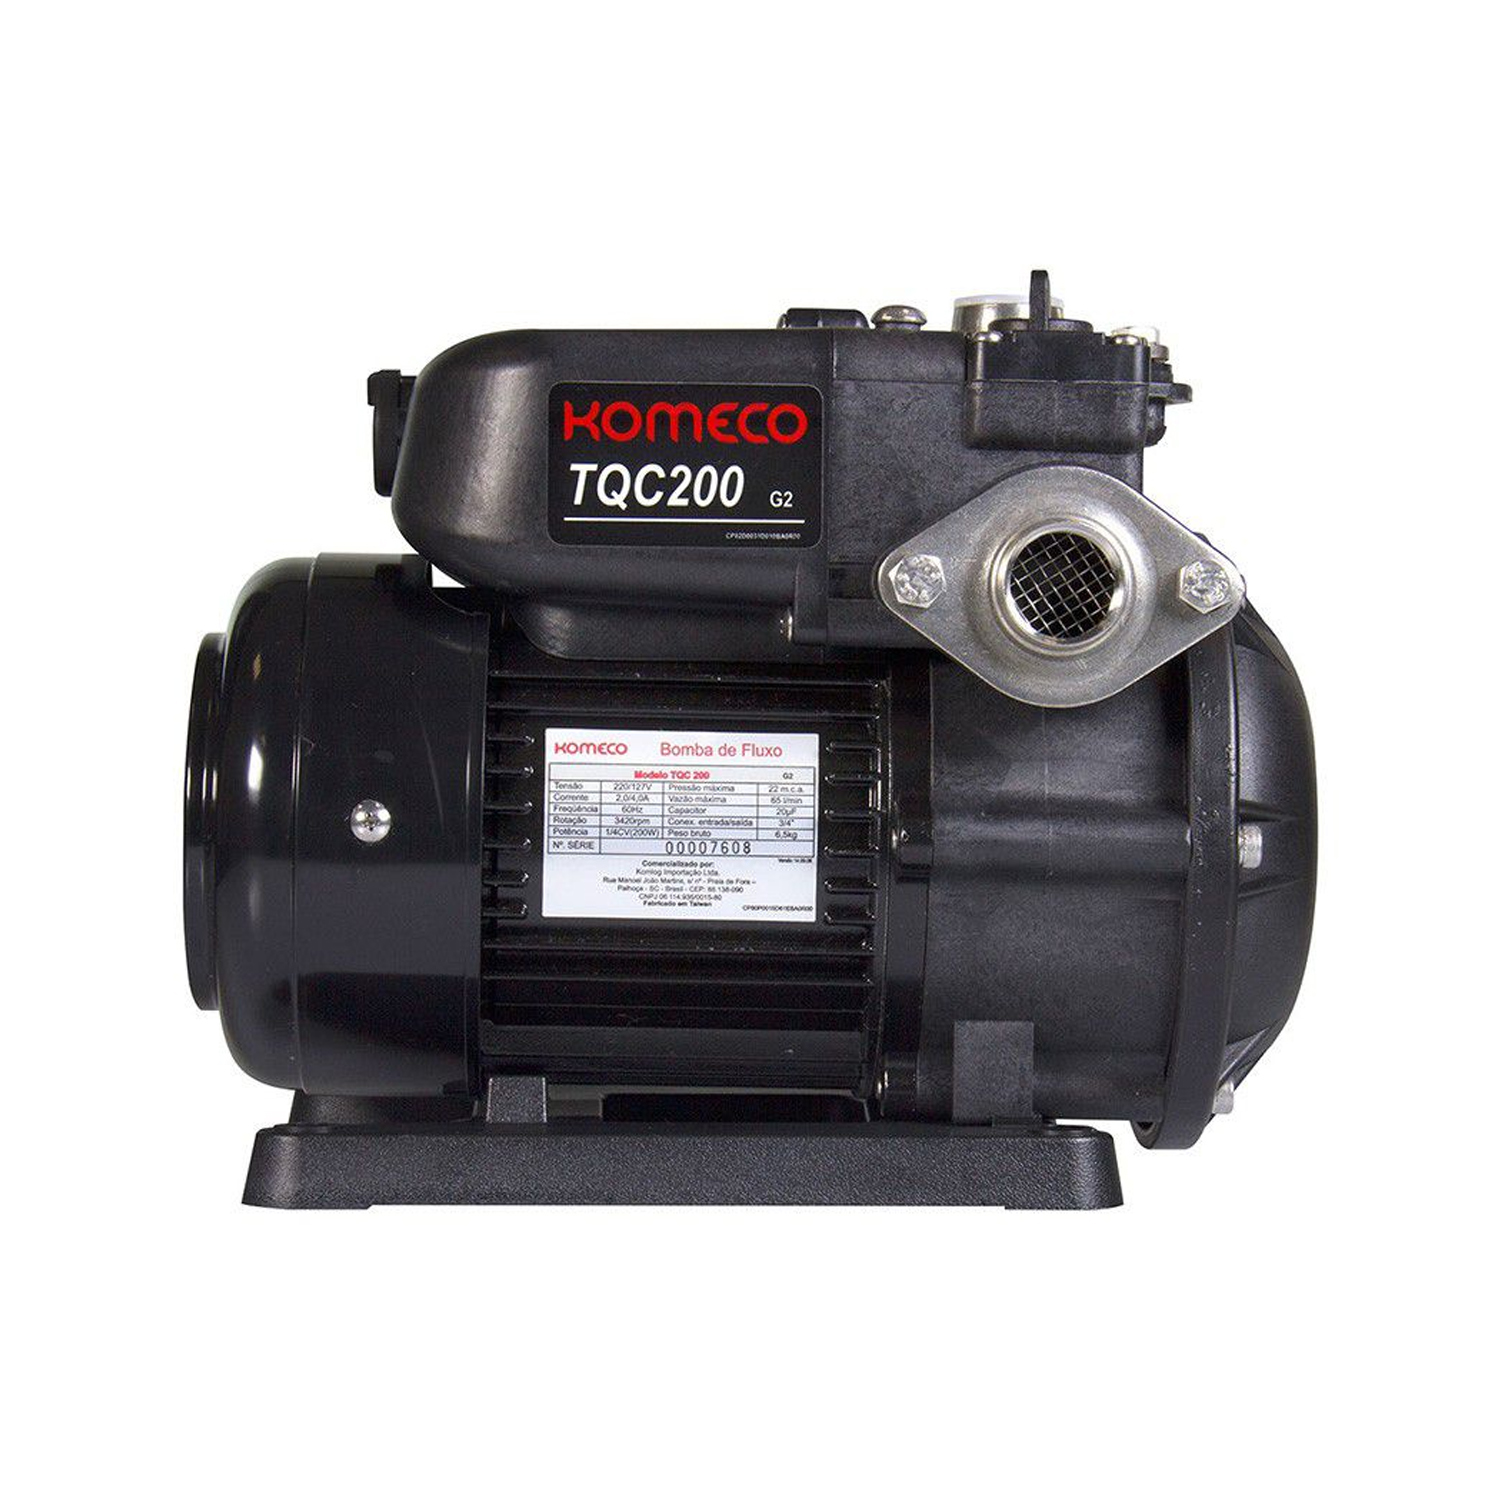 KOMECO
TQC200 G2
KOMECO Bomba de Fluxo
Modelo TQC 200 G2
Tensão 220/127V Pressão máxima 22 m.c.a.
Corrente 2,0/4,0A Vazão máxima 65 l/min
Freqüência 60Hz Capacitor 20µF
Rotação 3420rpm Conex. entrada/saída 3/4"
Potência 1/4CV(200W) Peso bruto 6,5kg
Nº. SÉRIE 00007608
Comercializado por:
Komlog Importação Ltda.
Rua Manoel João Martins, s/ nº - Praia de Fora –
Palhoça - SC - Brasil - CEP: 88.138-090
CNPJ 06.114.935/0015-80
Fabricado em Taiwan